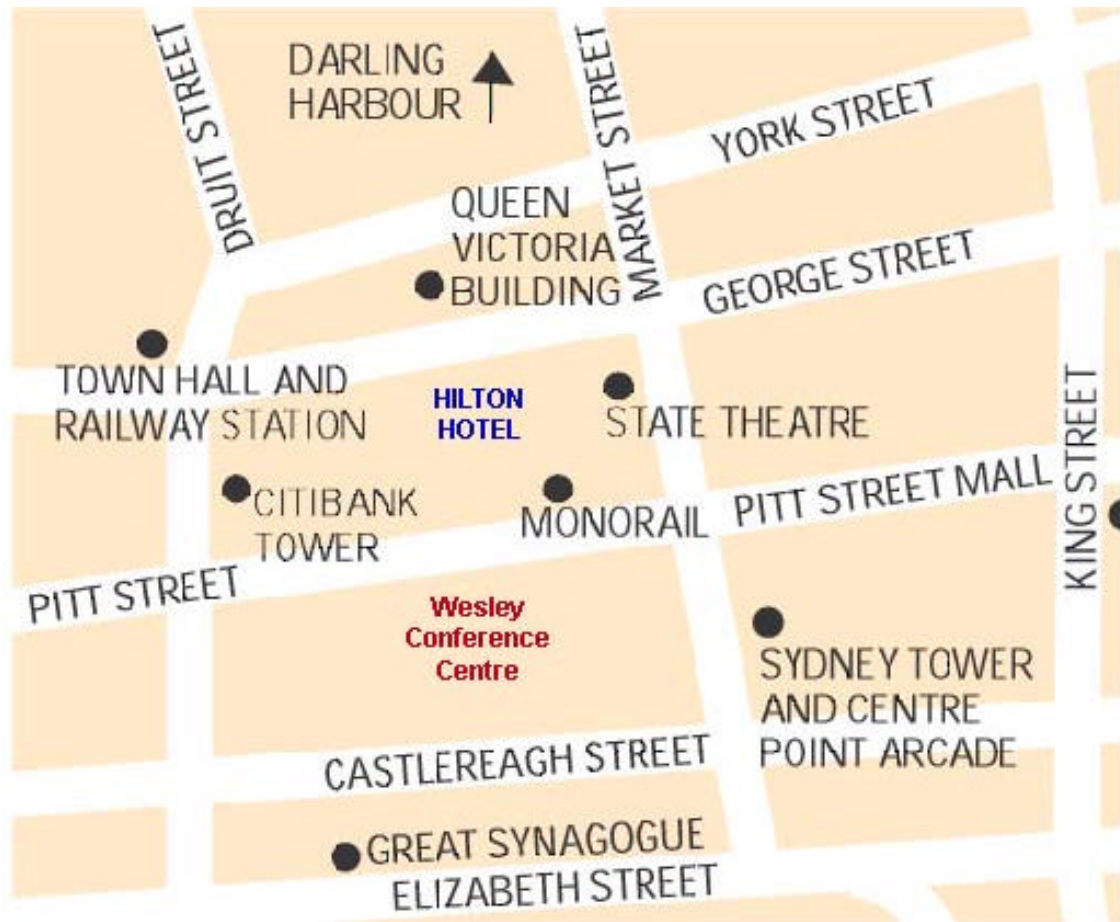 DRUIT STREET
DARLING
HARBOUR
MARKET STREET
YORK STREET
QUEEN
VICTORIA
BUILDING
GEORGE STREET
TOWN HALL AND
RAILWAY STATION
HILTON
HOTEL
STATE THEATRE
KING STREET
CITIBANK
TOWER
MONORAIL
PITT STREET MALL
PITT STREET
Wesley
Conference
Centre
SYDNEY TOWER
AND CENTRE
POINT ARCADE
CASTLEREAGH STREET
GREAT SYNAGOGUE
ELIZABETH STREET